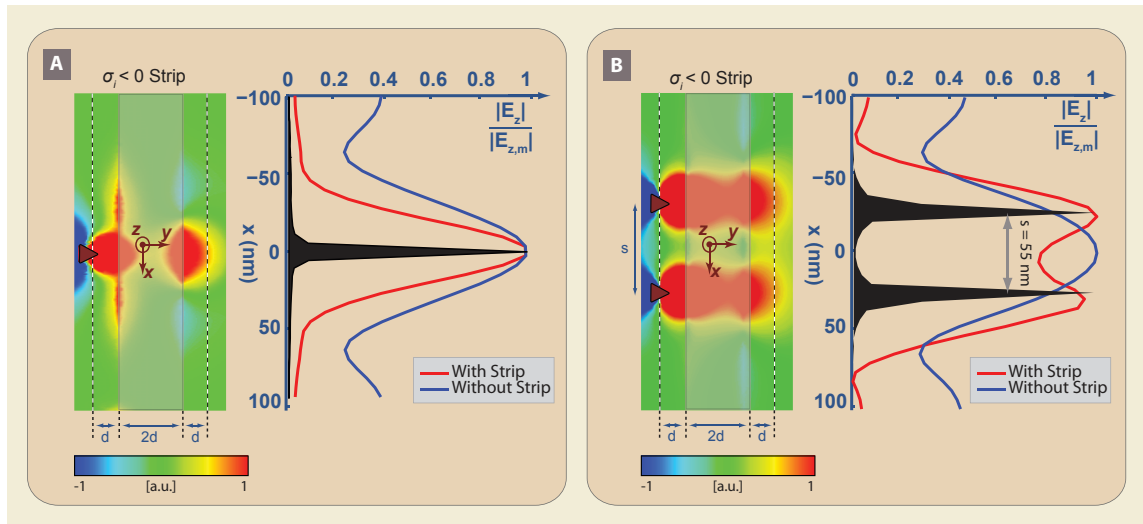 A
σi < 0 Strip
0 0.2 0.4 0.6 0.8 1
|Ez|
|Ez,m|
−100
−50
0
50
100
x (nm)
z
y
x
d 2d d
-1 [a.u.] 1
With Strip
Without Strip
B
σi < 0 Strip
0 0.2 0.4 0.6 0.8 1
|Ez|
|Ez,m|
−100
−50
0
50
100
x (nm)
s
z
y
x
s = 55 nm
d 2d d
-1 [a.u.] 1
With Strip
Without Strip